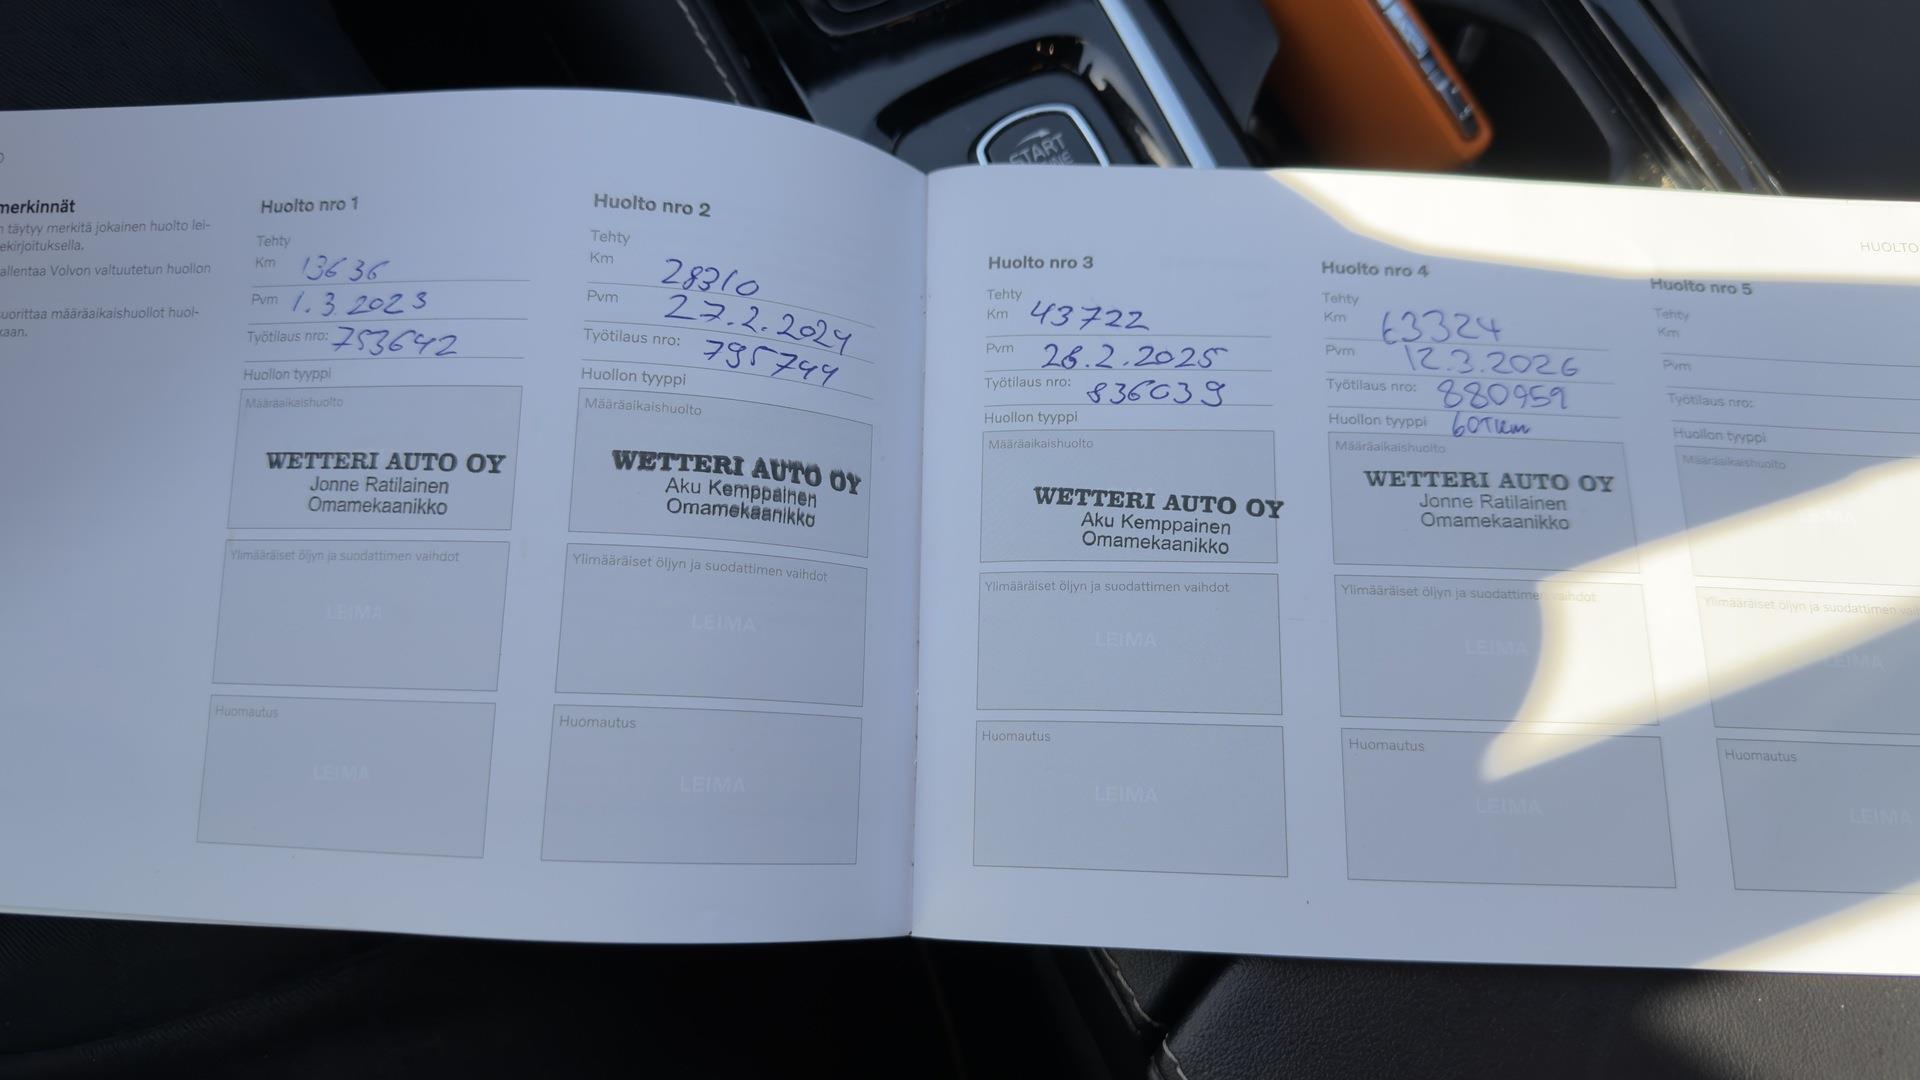 merkinnät
täytyy merkitä jokainen huolto lei-
ekirjoituksella.
allentaa Volvon valtuutetun huollon
uorittaa määräaikaishuollot huol-
kaan.
Huolto nro 1
Tehty
Km 13636
Pvm 1.3.2023
Työtilaus nro: 753642
Huollon tyyppi
Määräaikaishuolto
WETTERI AUTO OY
Jonne Ratilainen
Omamekaanikko
Ylimääräiset öljyn ja suodattimen vaihdot
LEIMA
Huomautus
LEIMA
Huolto nro 2
Tehty
Km 28310
Pvm 27.2.2024
Työtilaus nro: 795744
Huollon tyyppi
Määräaikaishuolto
WETTERI AUTO OY
Aku Kemppainen
Omamekaanikko
Ylimääräiset öljyn ja suodattimen vaihdot
LEIMA
Huomautus
LEIMA
Huolto nro 3
Tehty
Km 43722
Pvm 26.2.2025
Työtilaus nro: 836039
Huollon tyyppi
Määräaikaishuolto
WETTERI AUTO OY
Aku Kemppainen
Omamekaanikko
Ylimääräiset öljyn ja suodattimen vaihdot
LEIMA
Huomautus
LEIMA
Huolto nro 4
Tehty
Km 63324
Pvm 12.3.2026
Työtilaus nro: 880959
Huollon tyyppi 60Tkm
Määräaikaishuolto
WETTERI AUTO OY
Jonne Ratilainen
Omamekaanikko
Ylimääräiset öljyn ja suodattimen vaihdot
LEIMA
Huomautus
LEIMA
HUOLTO
Huolto nro 5
Tehty
Km
Pvm
Työtilaus nro:
Huollon tyyppi
Määräaikaishuolto
LEIMA
Ylimääräiset öljyn ja suodattimen vaih
LEIMA
Huomautus
LEIMA
START